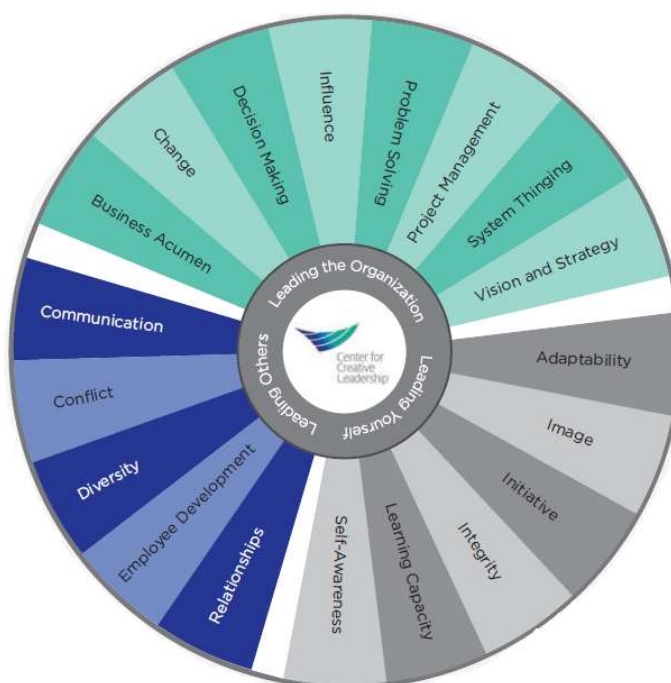 Business Acumen
Change
Decision Making
Influence
Problem Solving
Project Management
System Thinging
Vision and Strategy
Adaptability
Image
Initiative
Integrity
Learning Capacity
Self-Awareness
Relationships
Employee Development
Diversity
Conflict
Communication
Leading the Organization
Leading Yourself
Leading Others
Center for
Creative
Leadership